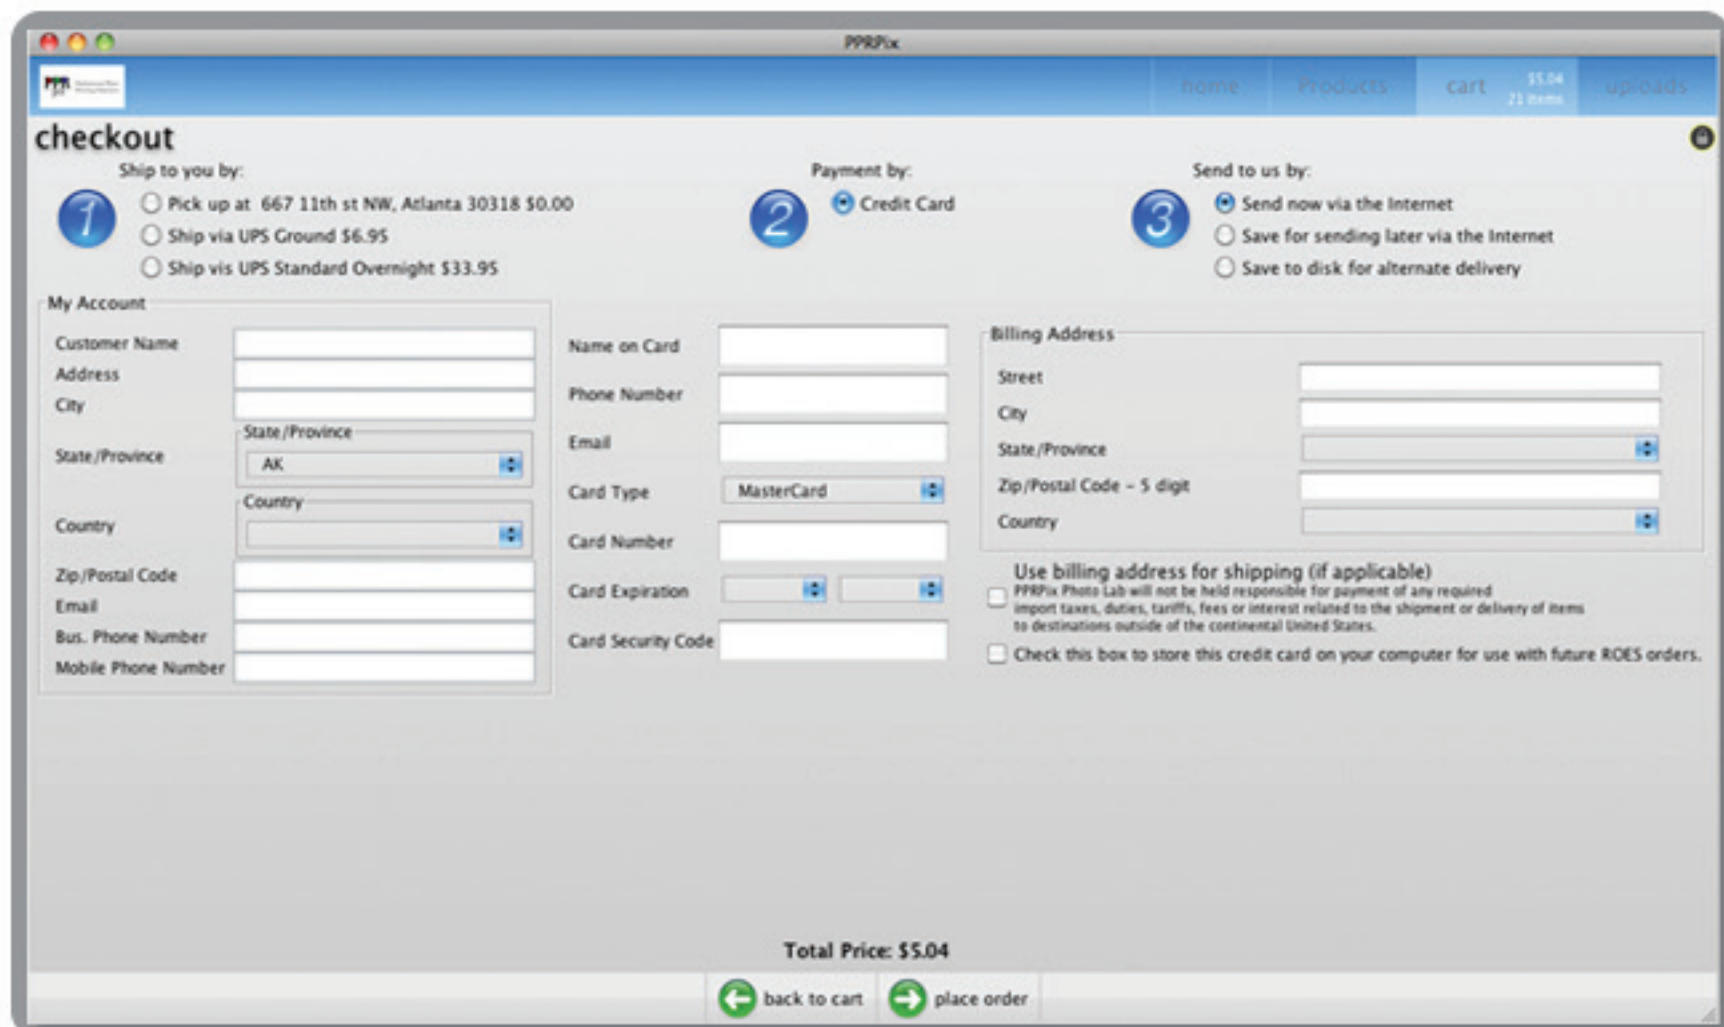 PPRPix
PPR
home
Products
cart
$5.04
21 items
uploads
checkout
Ship to you by:
1
Pick up at 667 11th st NW, Atlanta 30318 $0.00
Ship via UPS Ground $6.95
Ship vis UPS Standard Overnight $33.95
Payment by:
2
Credit Card
Send to us by:
3
Send now via the Internet
Save for sending later via the Internet
Save to disk for alternate delivery
My Account
Customer Name
Address
City
State/Province
State/Province
AK
Country
Country
Zip/Postal Code
Email
Bus. Phone Number
Mobile Phone Number
Name on Card
Phone Number
Email
Card Type
MasterCard
Card Number
Card Expiration
Card Security Code
Billing Address
Street
City
State/Province
Zip/Postal Code - 5 digit
Country
Use billing address for shipping (if applicable)
PPRPix Photo Lab will not be held responsible for payment of any required
import taxes, duties, tariffs, fees or interest related to the shipment or delivery of items
to destinations outside of the continental United States.
Check this box to store this credit card on your computer for use with future ROES orders.
Total Price: $5.04
back to cart
place order